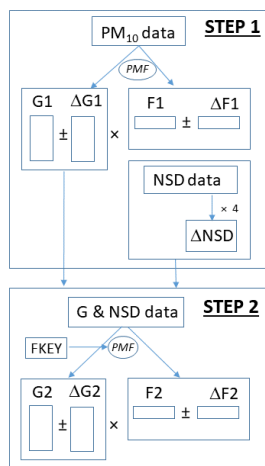 STEP 1
PM₁₀ data
PMF
G1 ΔG1 F1 ΔF1
± × ±
NSD data
× 4
ΔNSD
STEP 2
G & NSD data
FKEY PMF
G2 ΔG2 F2 ΔF2
± × ±